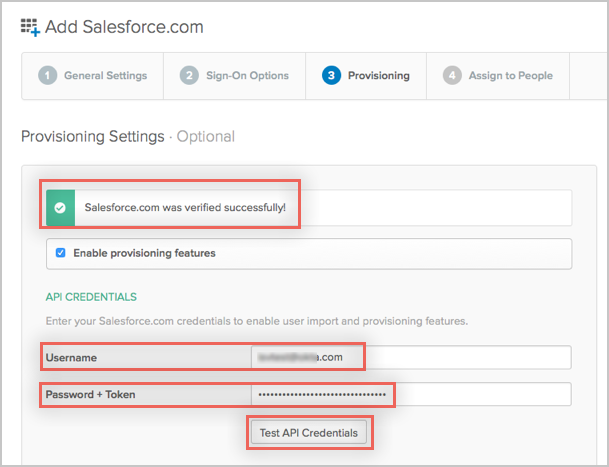 Add Salesforce.com
1 General Settings 2 Sign-On Options 3 Provisioning 4 Assign to People
Provisioning Settings · Optional
Salesforce.com was verified successfully!
Enable provisioning features
API CREDENTIALS
Enter your Salesforce.com credentials to enable user import and provisioning features.
Username .com
Password + Token ••••••••••••••••••••••••••••••••
Test API Credentials